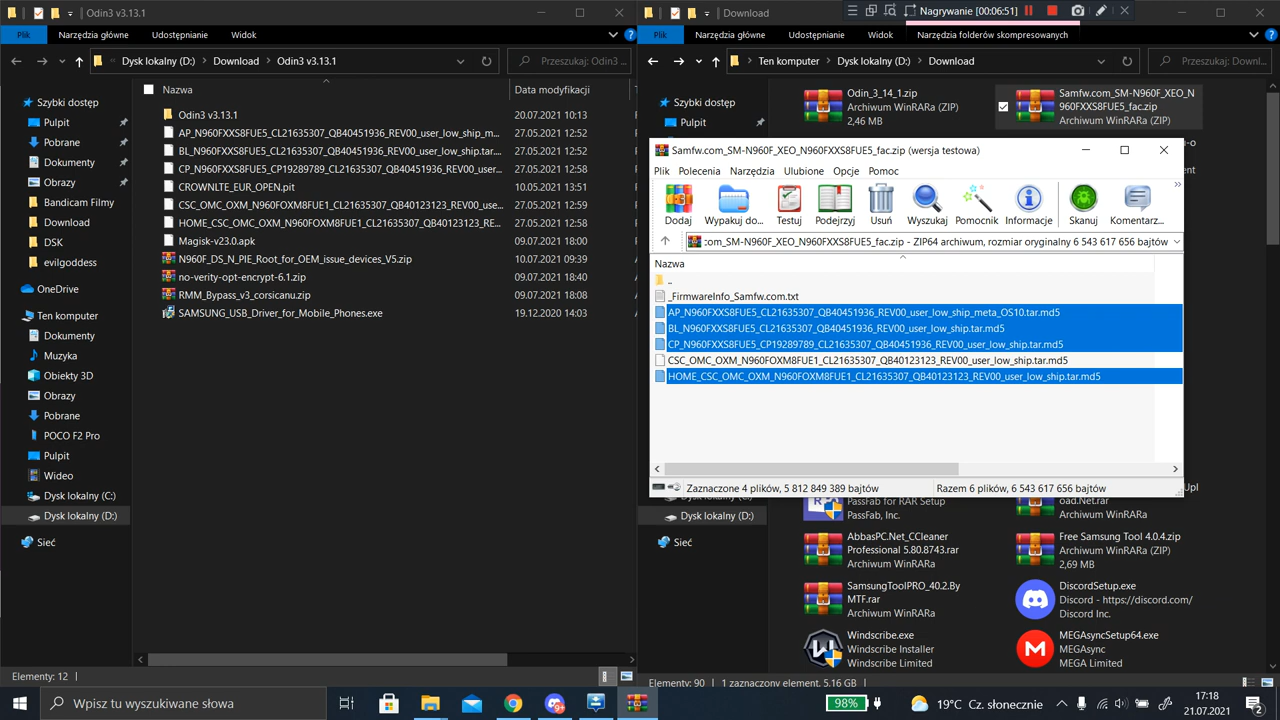 Odin3 v3.13.1
Plik
Narzędzia główne
Udostępnienie
Widok
Dysk lokalny (D:)
Download
Odin3 v3.13.1
Przeszukaj: Odin3 ...
Nazwa
Data modyfikacji
Szybki dostęp
Pulpit
Pobrane
Dokumenty
Obrazy
Bandicam Filmy
Download
DSK
evilgoddess
OneDrive
Ten komputer
Dokumenty
Muzyka
Obiekty 3D
Obrazy
Pobrane
POCO F2 Pro
Pulpit
Wideo
Dysk lokalny (C:)
Dysk lokalny (D:)
Sieć
Odin3 v3.13.1 20.07.2021 10:13
AP_N960FXXS8FUE5_CL21635307_QB40451936_REV00_user_low_ship_m... 27.05.2021 12:52
BL_N960FXXS8FUE5_CL21635307_QB40451936_REV00_user_low_ship.tar.... 27.05.2021 12:52
CP_N960FXXS8FUE5_CP19289789_CL21635307_QB40451936_REV00_user... 27.05.2021 12:58
CROWNLTE_EUR_OPEN.pit 10.05.2021 13:51
CSC_OMC_OXM_N960FOXM8FUE1_CL21635307_QB40123123_REV00_user... 27.05.2021 12:59
HOME_CSC_OMC_OXM_N960FOXM8FUE1_CL21635307_QB40123123_RE... 27.05.2021 12:58
Magisk-v23.0.apk 09.07.2021 18:00
N960F_DS_N_PIE_Root_for_OEM_issue_devices_V5.zip 10.07.2021 09:39
no-verity-opt-encrypt-6.1.zip 09.07.2021 18:40
RMM_Bypass_v3_corsicanu.zip 09.07.2021 18:08
SAMSUNG_USB_Driver_for_Mobile_Phones.exe 19.12.2020 14:03
Elementy: 12
Download
Nagrywanie [00:06:51]
Plik
Narzędzia główne
Udostępnienie
Widok
Narzędzia folderów skompresowanych
Ten komputer
Dysk lokalny (D:)
Download
Przeszukaj: Downl...
Szybki dostęp
Pulpit
Odin_3_14_1.zip
Archiwum WinRARa (ZIP)
2,46 MB
Samfw.com_SM-N960F_XEO_N
960FXXS8FUE5_fac.zip
Archiwum WinRARa (ZIP)
Samfw.com_SM-N960F_XEO_N960FXXS8FUE5_fac.zip (wersja testowa)
Plik Polecenia Narzędzia Ulubione Opcje Pomoc
Dodaj
Wypakuj do...
Testuj
Podejrzyj
Usuń
Wyszukaj
Pomocnik
Informacje
Skanuj
Komentarz...
:om_SM-N960F_XEO_N960FXXS8FUE5_fac.zip - ZIP64 archiwum, rozmiar oryginalny 6 543 617 656 bajtów
Nazwa
..
_FirmwareInfo_Samfw.com.txt
AP_N960FXXS8FUE5_CL21635307_QB40451936_REV00_user_low_ship_meta_OS10.tar.md5
BL_N960FXXS8FUE5_CL21635307_QB40451936_REV00_user_low_ship.tar.md5
CP_N960FXXS8FUE5_CP19289789_CL21635307_QB40451936_REV00_user_low_ship.tar.md5
CSC_OMC_OXM_N960FOXM8FUE1_CL21635307_QB40123123_REV00_user_low_ship.tar.md5
HOME_CSC_OMC_OXM_N960FOXM8FUE1_CL21635307_QB40123123_REV00_user_low_ship.tar.md5
Zaznaczone 4 plików, 5 812 849 389 bajtów
Razem 6 plików, 6 543 617 656 bajtów
Dysk lokalny (D:)
Sieć
PassFab for RAR Setup
PassFab, Inc.
oad.Net.rar
Archiwum WinRARa
AbbasPC.Net_CCleaner
Professional 5.80.8743.rar
Archiwum WinRARa
Free Samsung Tool 4.0.4.zip
Archiwum WinRARa (ZIP)
2,69 MB
SamsungToolPRO_40.2.By
MTF.rar
Archiwum WinRARa
DiscordSetup.exe
Discord - https://discord.com/
Discord Inc.
Windscribe.exe
Windscribe Installer
Windscribe Limited
MEGAsyncSetup64.exe
MEGAsync
MEGA Limited
Elementy: 90
1 zaznaczony element. 5,16 GB
Wpisz tu wyszukiwane słowa
98%
19°C Cz. słonecznie
17:18
21.07.2021
2